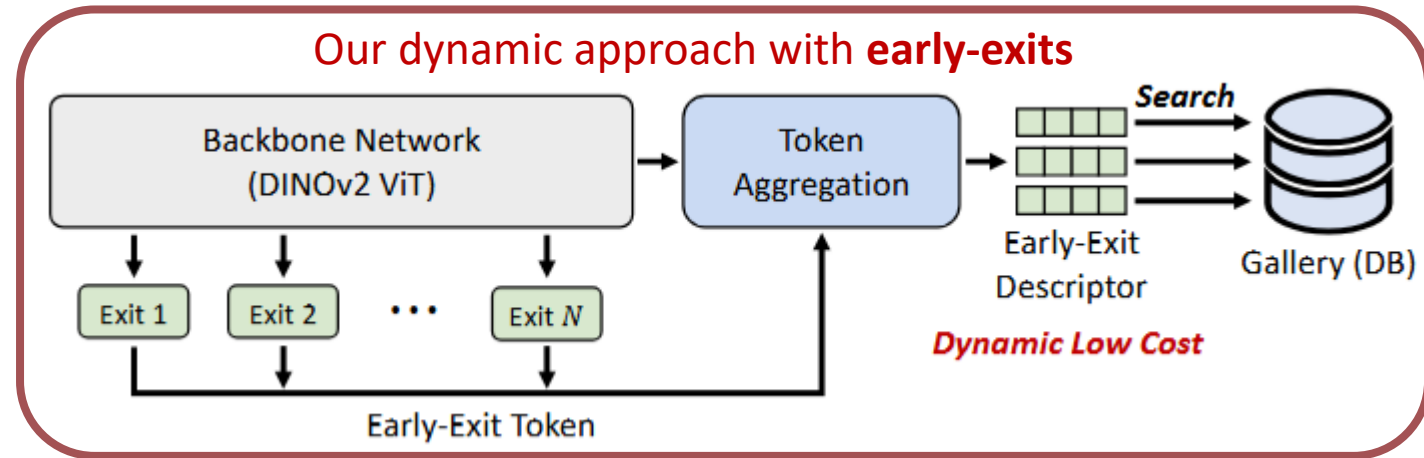 Our dynamic approach with early-exits
Backbone Network
(DINOv2 ViT)
Token
Aggregation
Search
Early-Exit
Descriptor
Gallery (DB)
Exit 1
Exit 2
• • •
Exit N
Dynamic Low Cost
Early-Exit Token